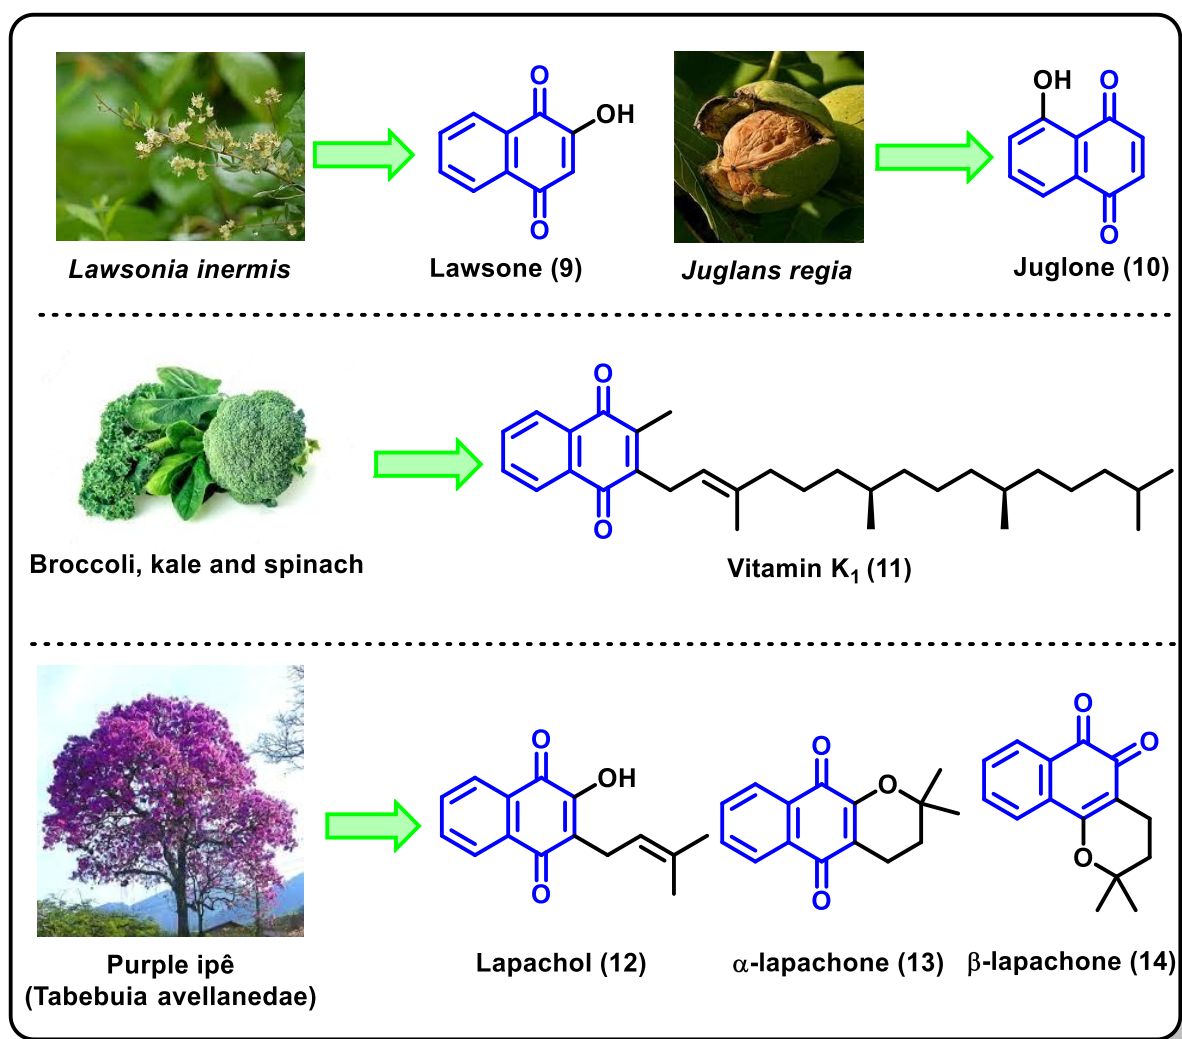 O
OH
O
Lawsonia inermis
Lawsone (9)
OH
O
O
Juglans regia
Juglone (10)
O
O
Broccoli, kale and spinach
Vitamin K₁ (11)
O
OH
O
O
O
O
O
O
O
Purple ipê
(Tabebuia avellanedae)
Lapachol (12)
α-lapachone (13)
β-lapachone (14)